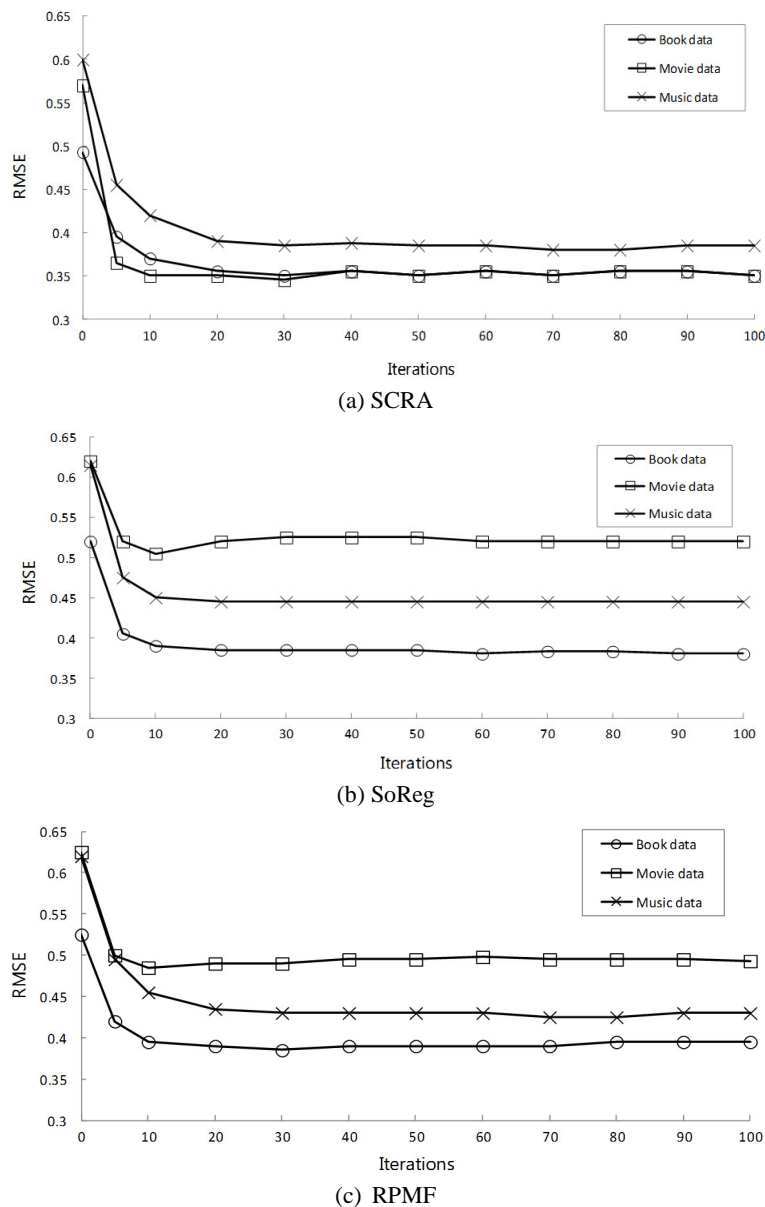 0.65
0.6
0.55
0.5
0.45
0.4
0.35
0.3
RMSE
Book data
Movie data
Music data
0 10 20 30 40 50 60 70 80 90 100
Iterations
(a) SCRA
0.65
0.6
0.55
0.5
0.45
0.4
0.35
0.3
RMSE
Book data
Movie data
Music data
0 10 20 30 40 50 60 70 80 90 100
Iterations
(b) SoReg
0.65
0.6
0.55
0.5
0.45
0.4
0.35
0.3
RMSE
Book data
Movie data
Music data
0 10 20 30 40 50 60 70 80 90 100
Iterations
(c) RPMF